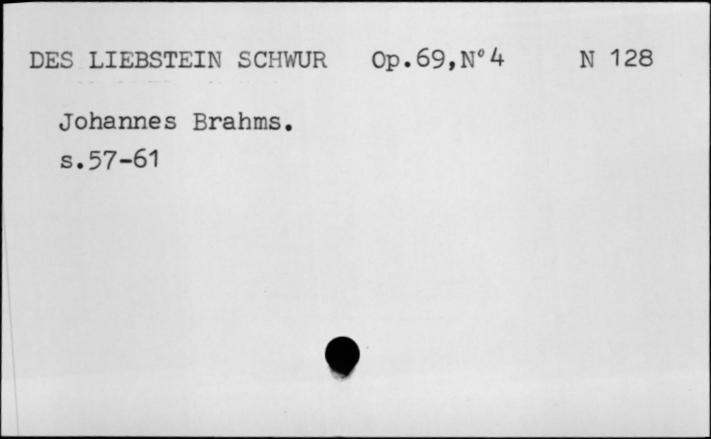 DES LIEBSTEIN SCHWUR Op.69,N°4 N 128
Johannes Brahms.
s.57-61